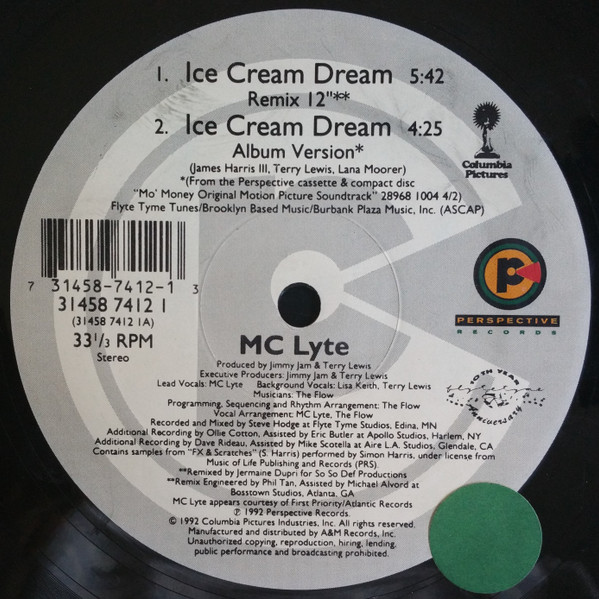 1. Ice Cream Dream 5:42
Remix 12"**
2. Ice Cream Dream 4:25
Album Version*
(James Harris III, Terry Lewis, Lana Moorer)
*(From the Perspective cassette & compact disc
"Mo' Money Original Motion Picture Soundtrack" 28968 1004 4/2)
Flyte Tyme Tunes/Brooklyn Based Music/Burbank Plaza Music, Inc. (ASCAP)
Columbia
Pictures
7 31458-7412-1 3
31458 7412 1
(31458 7412 1A)
33 1/3 RPM
Stereo
P
PERSPECTIVE
RECORDS
MC Lyte
Produced by Jimmy Jam & Terry Lewis
Executive Producers: Jimmy Jam & Terry Lewis
Lead Vocals: MC Lyte Background Vocals: Lisa Keith, Terry Lewis
Musicians: The Flow
Programming, Sequencing and Rhythm Arrangement: The Flow
Vocal Arrangement: MC Lyte, The Flow
Recorded and Mixed by Steve Hodge at Flyte Tyme Studios, Edina, MN
Additional Recording by Ollie Cotton, Assisted by Eric Butler at Apollo Studios, Harlem, NY
Additional Recording by Dave Rideau, Assisted by Mike Scotella at Aire L.A. Studios, Glendale, CA
Contains samples from "FX & Scratches" (S. Harris) performed by Simon Harris, under license from
Music of Life Publishing and Records (PRS).
**Remixed by Jermaine Dupri for So So Def Productions
**Remix Engineered by Phil Tan, Assisted by Michael Alvord at
Bosstown Studios, Atlanta, GA
MC Lyte appears courtesy of First Priority/Atlantic Records
℗ 1992 Perspective Records.
© 1992 Columbia Pictures Industries, Inc. All rights reserved.
Manufactured and distributed by A&M Records, Inc.
Unauthorized copying, reproduction, hiring, lending,
public performance and broadcasting prohibited.
10TH YEAR
Anniversary